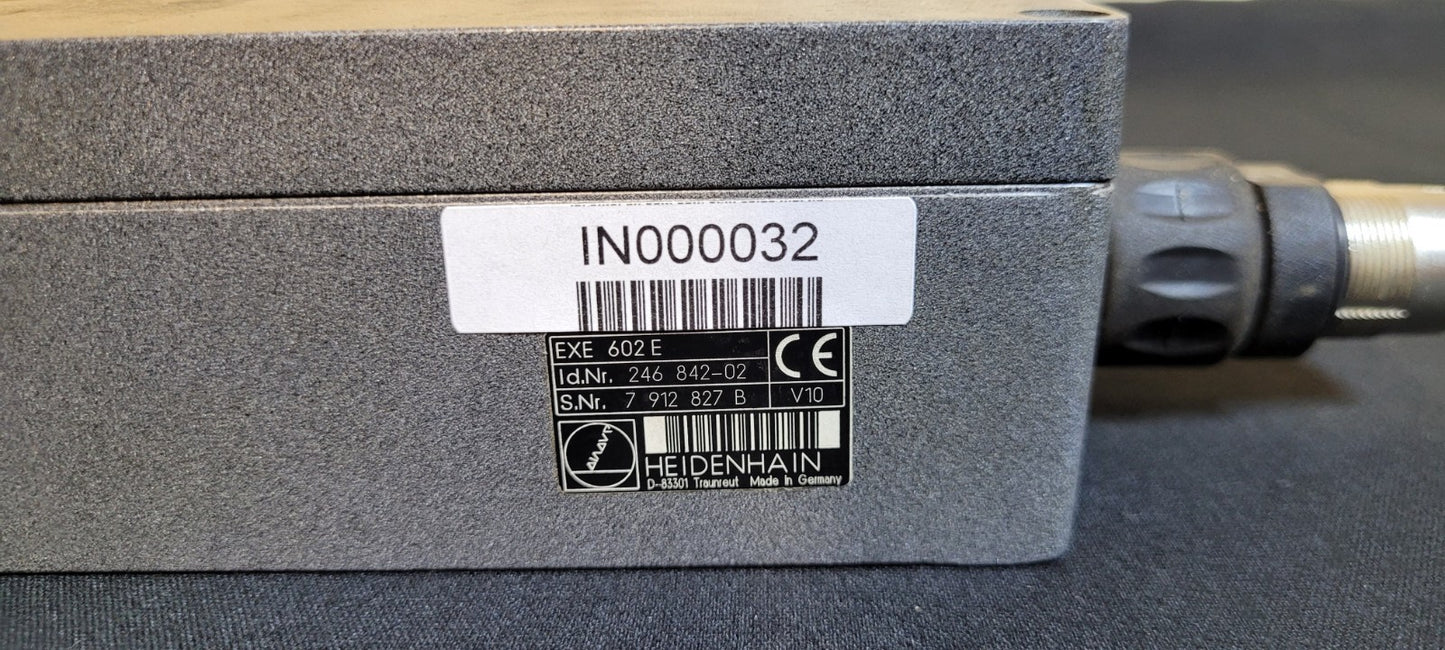 IN000032
EXE 602 E
CE
Id.Nr. 246 842-02
S.Nr. 7 912 827 B
V10
HEIDENHAIN
D-83301 Traunreut Made In Germany